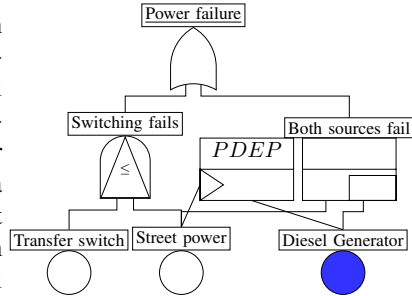 Power failure
Switching fails
Both sources fail
PDEP
≤
Transfer switch
Street power
Diesel Generator